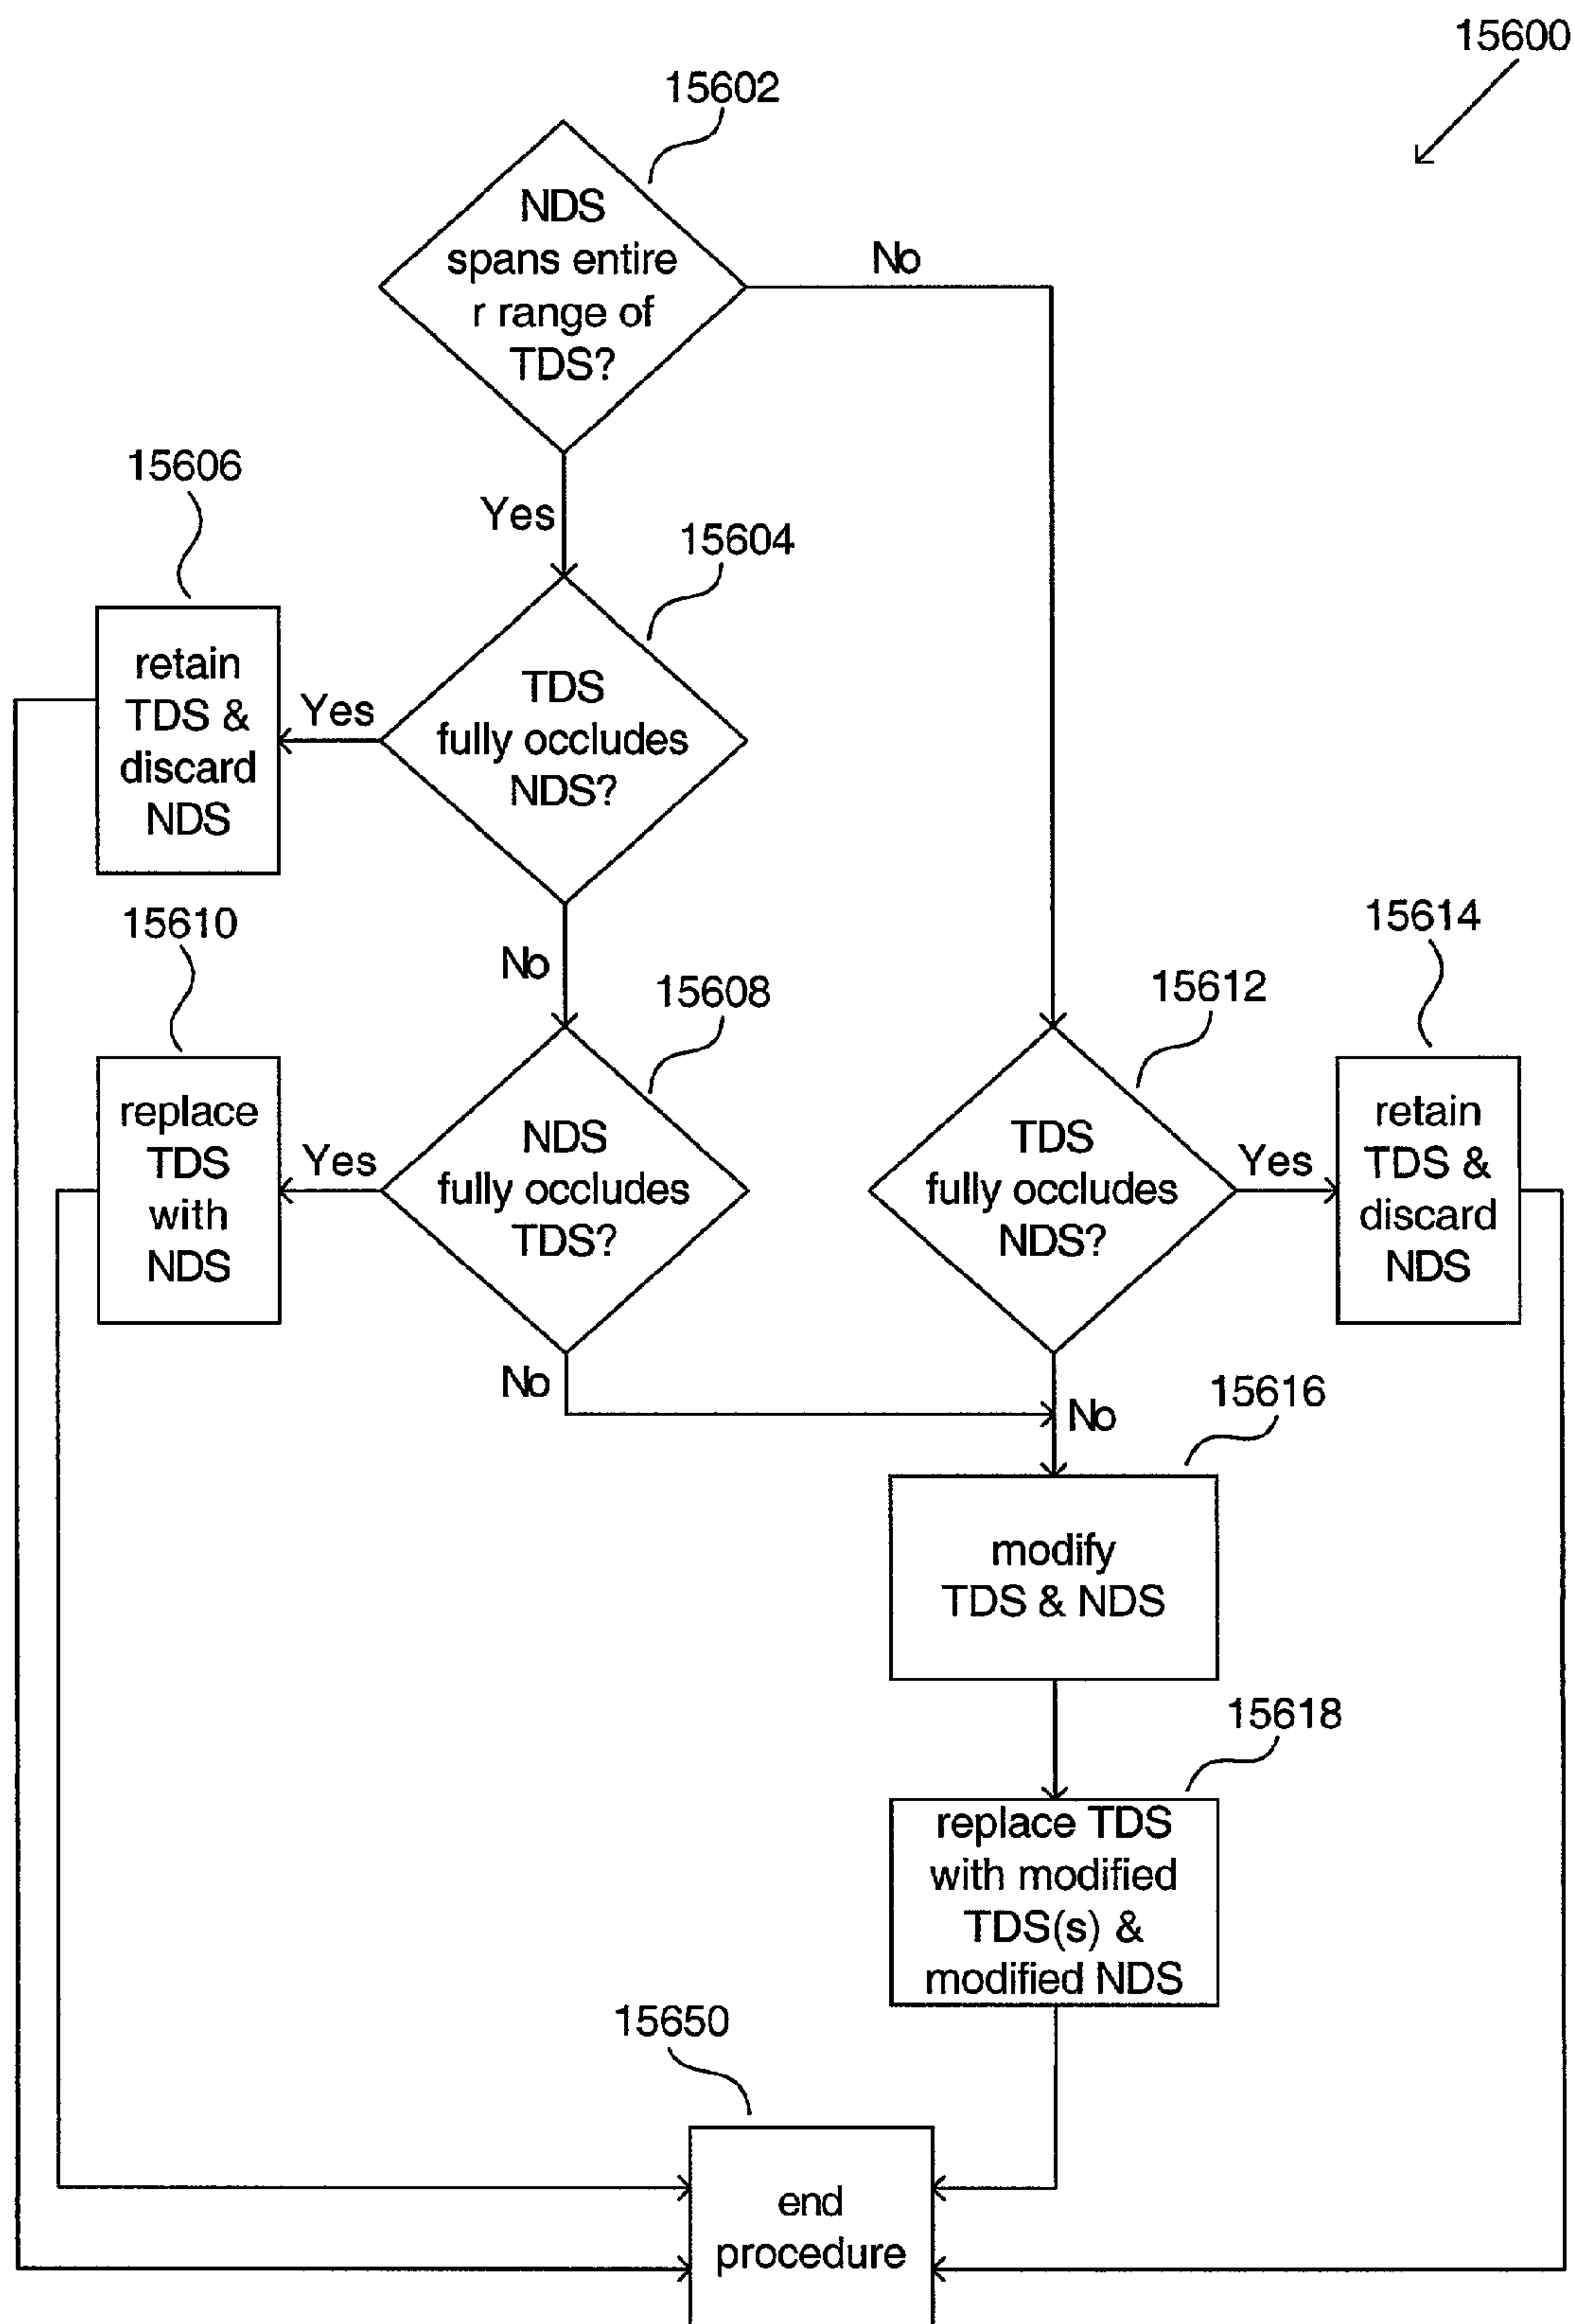 15600
15602
NDS
spans entire
r range of
TDS?
No
Yes
15606
retain
TDS &
discard
NDS
15604
Yes
TDS
fully occludes
NDS?
No
15610
replace
TDS
with
NDS
15608
Yes
NDS
fully occludes
TDS?
No
15612
TDS
fully occludes
NDS?
Yes
15614
retain
TDS &
discard
NDS
No
15616
modify
TDS & NDS
15618
replace TDS
with modified
TDS(s) &
modified NDS
15650
end
procedure